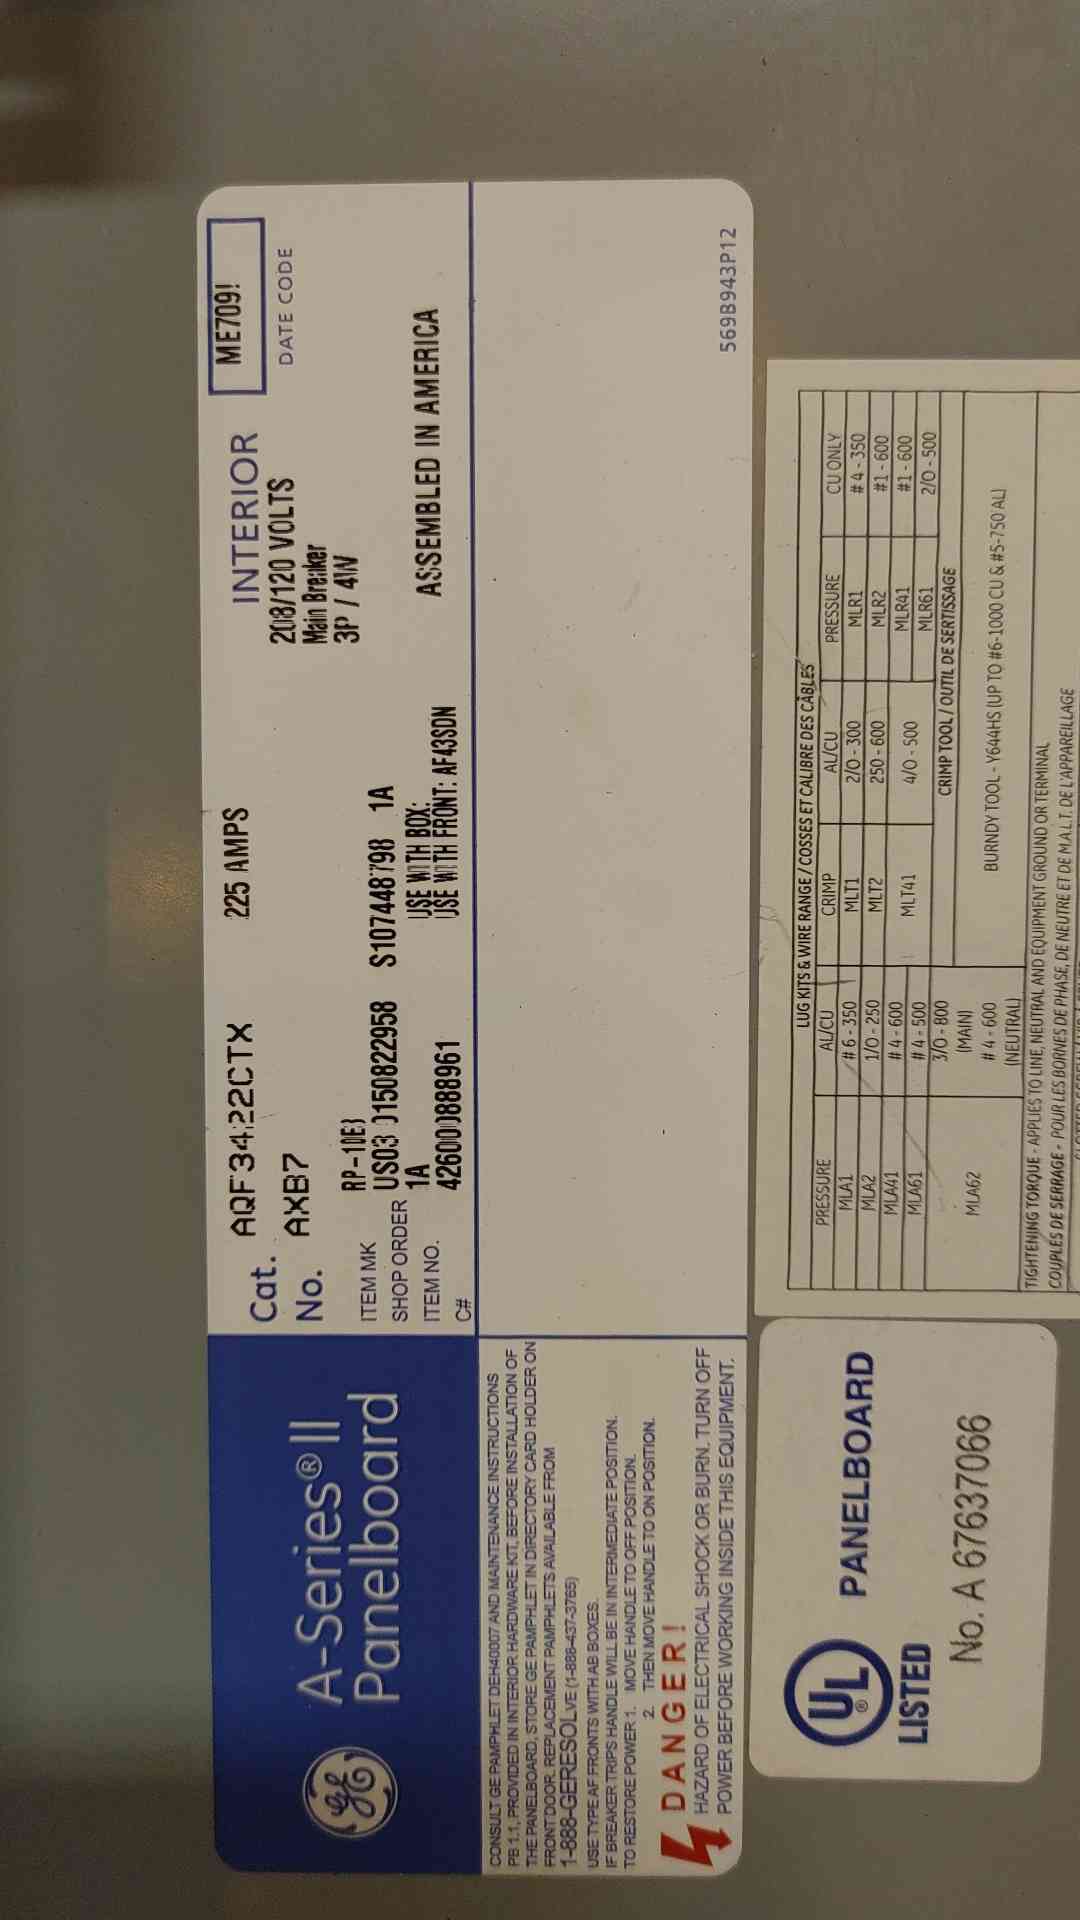 GE
A-Series® II
Panelboard
Cat. AQF3422CTX 225 AMPS INTERIOR ME709!
No. AXB7 208/120 VOLTS DATE CODE
Main Breaker
ITEM MK RP-10E3 3P / 4W
SHOP ORDER US03 0150822958 S107448798 1A
ITEM NO. 1A USE WITH BOX: ASSEMBLED IN AMERICA
C# 426000888961 USE WITH FRONT: AF43SDN
CONSULT GE PAMPHLET DEH40007 AND MAINTENANCE INSTRUCTIONS
PB 1.1, PROVIDED IN INTERIOR HARDWARE KIT, BEFORE INSTALLATION OF
THE PANELBOARD, STORE GE PAMPHLET IN DIRECTORY CARD HOLDER ON
FRONT DOOR. REPLACEMENT PAMPHLETS AVAILABLE FROM
1-888-GERESOLVE (1-888-437-3765)
USE TYPE AF FRONTS WITH AB BOXES.
IF BREAKER TRIPS HANDLE WILL BE IN INTERMEDIATE POSITION.
TO RESTORE POWER 1. MOVE HANDLE TO OFF POSITION.
2. THEN MOVE HANDLE TO ON POSITION.
DANGER!
HAZARD OF ELECTRICAL SHOCK OR BURN. TURN OFF
POWER BEFORE WORKING INSIDE THIS EQUIPMENT.
569B943P12
UL ®
LISTED
PANELBOARD
No. A 67637066
LUG KITS & WIRE RANGE / COSSES ET CALIBRE DES CÂBLES
PRESSURE AL/CU CRIMP AL/CU PRESSURE CU ONLY
MLA1 # 6 - 350 MLT1 2/0 - 300 MLR1 # 4 - 350
MLA2 1/0 - 250 MLT2 250 - 600 MLR2 #1 - 600
MLA41 # 4 - 600 MLT41 4/0 - 500 MLR41 #1 - 600
MLA61 # 4 - 500 MLR61 2/0 - 500
MLA62 3/0 - 800 CRIMP TOOL / OUTIL DE SERTISSAGE
(MAIN)
# 4 - 600 BURNDY TOOL - Y644HS (UP TO #6-1000 CU & #5-750 AL)
(NEUTRAL)
TIGHTENING TORQUE - APPLIES TO LINE, NEUTRAL AND EQUIPMENT GROUND OR TERMINAL
COUPLES DE SERRAGE - POUR LES BORNES DE PHASE, DE NEUTRE ET DE M.A.L.T. DE L'APPAREILLAGE